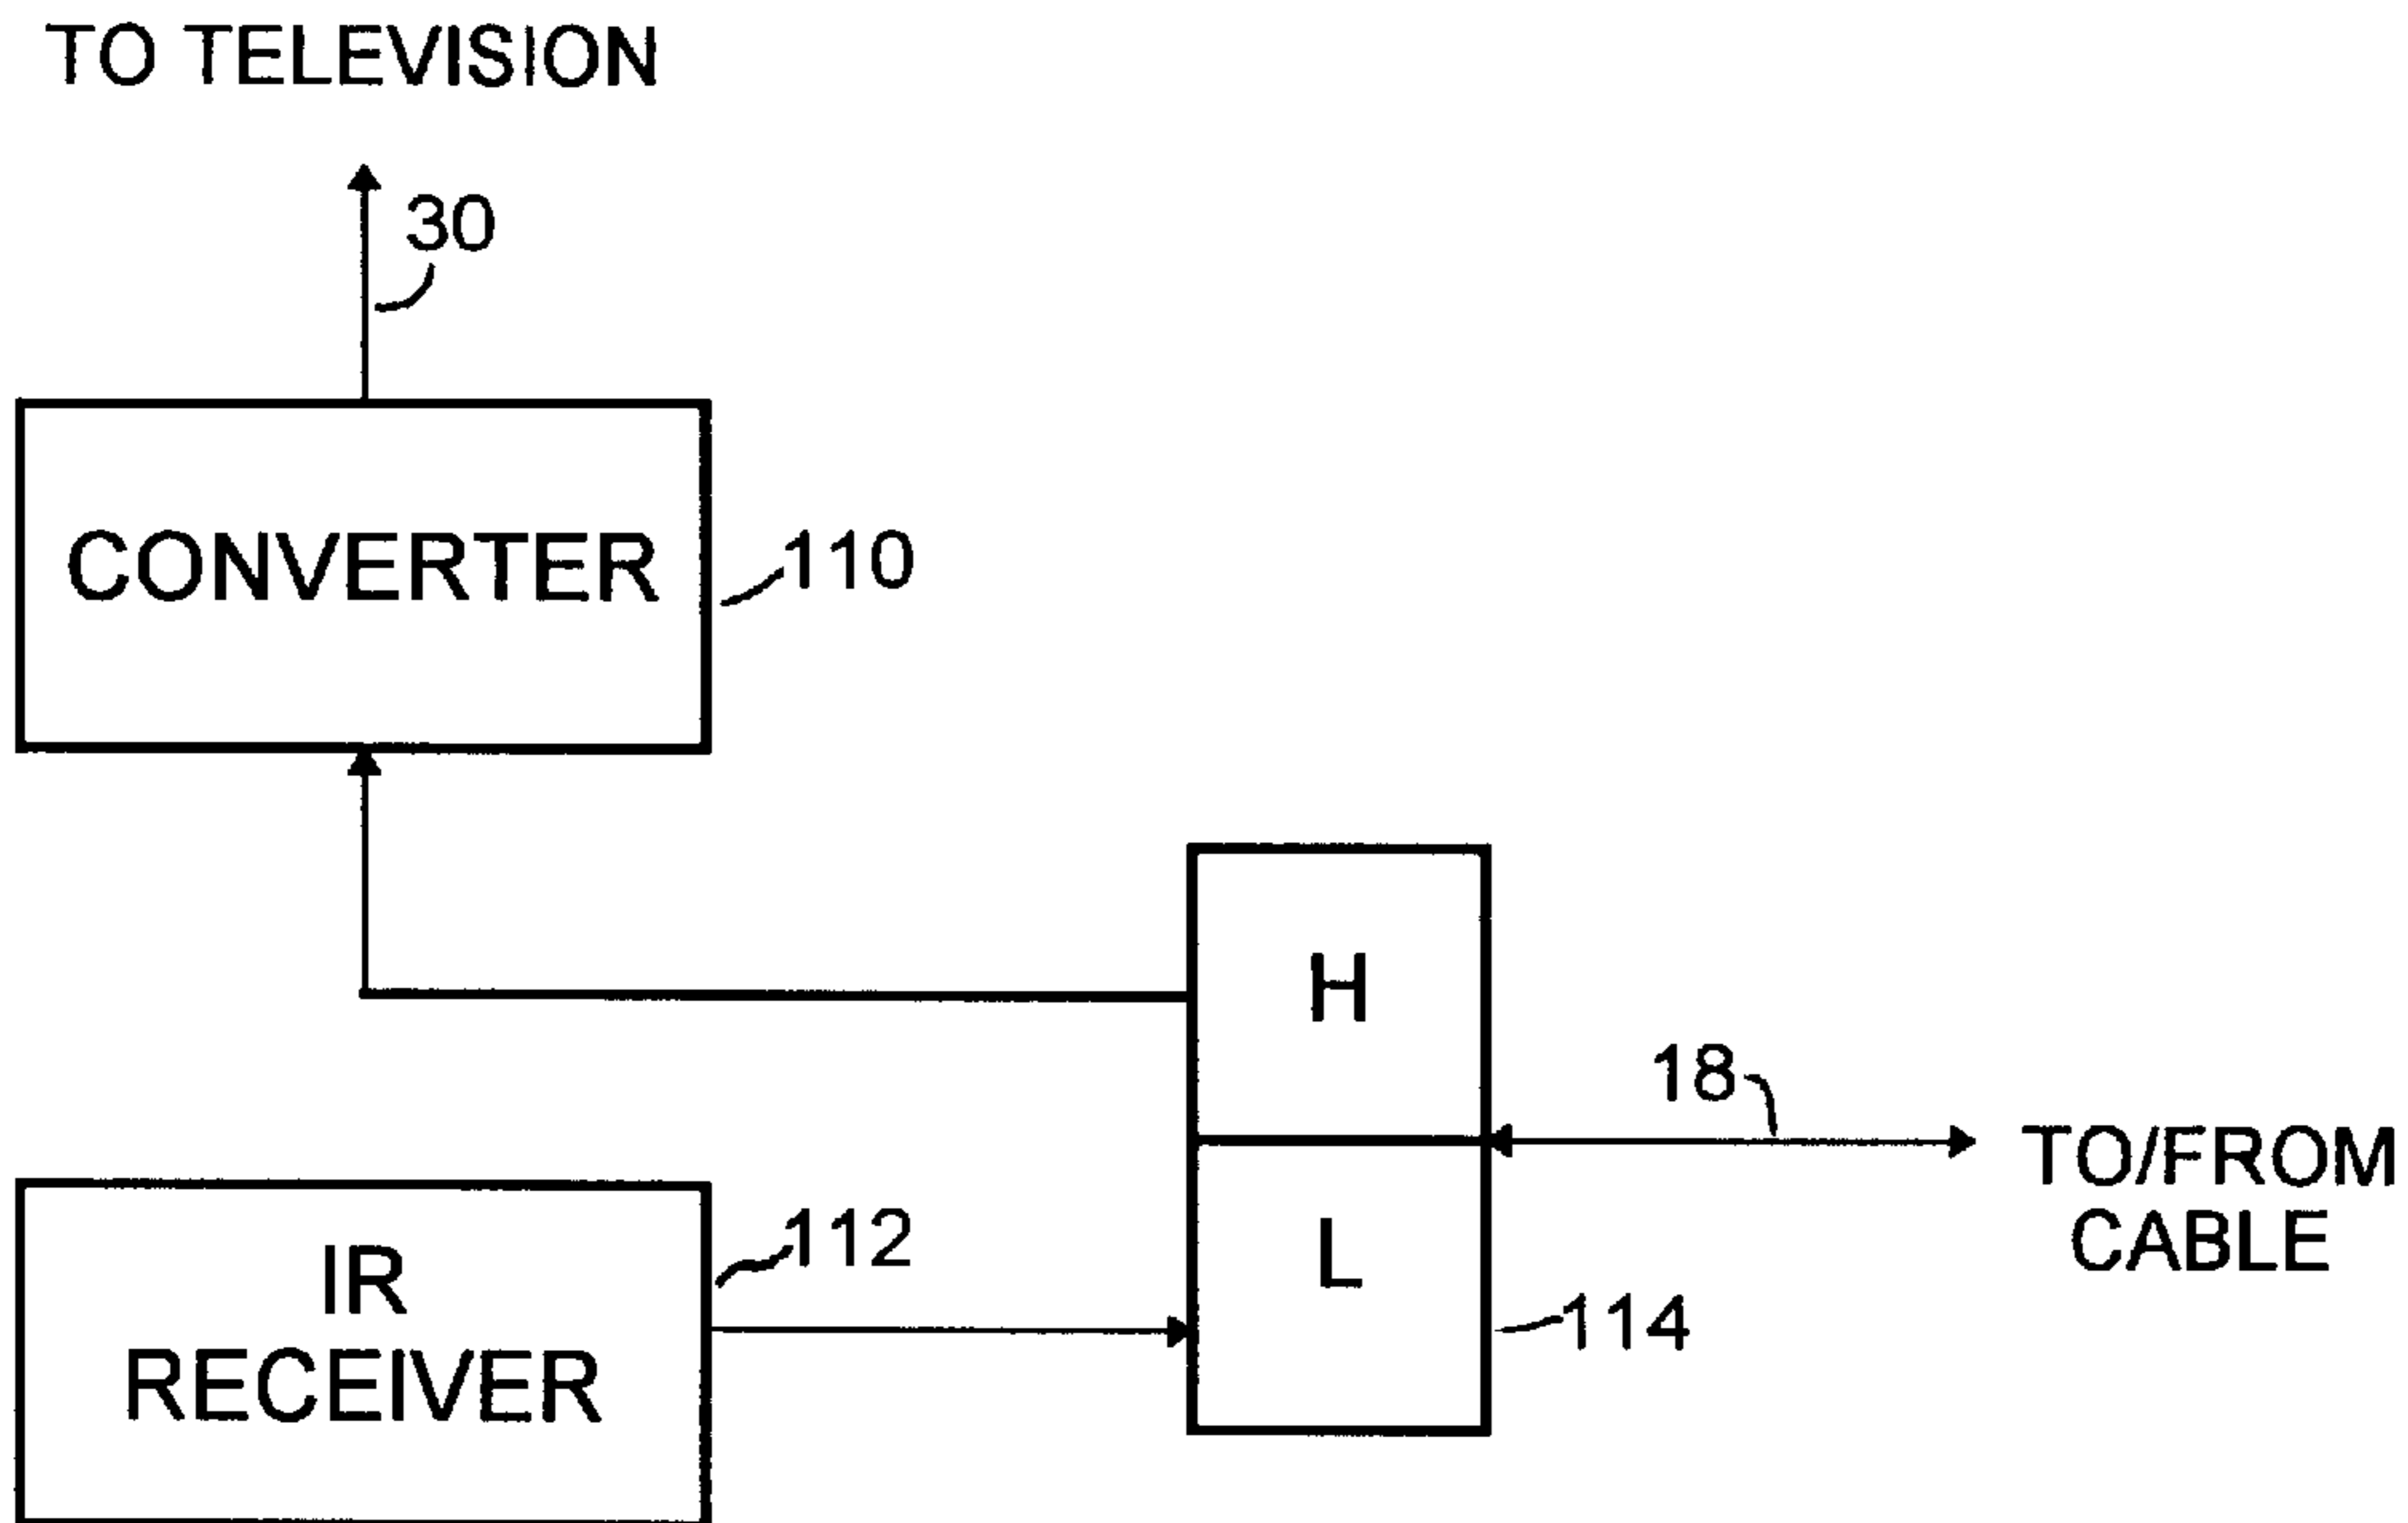 TO TELEVISION
30
CONVERTER
110
H
18
TO/FROM
CABLE
L
112
IR
RECEIVER
114